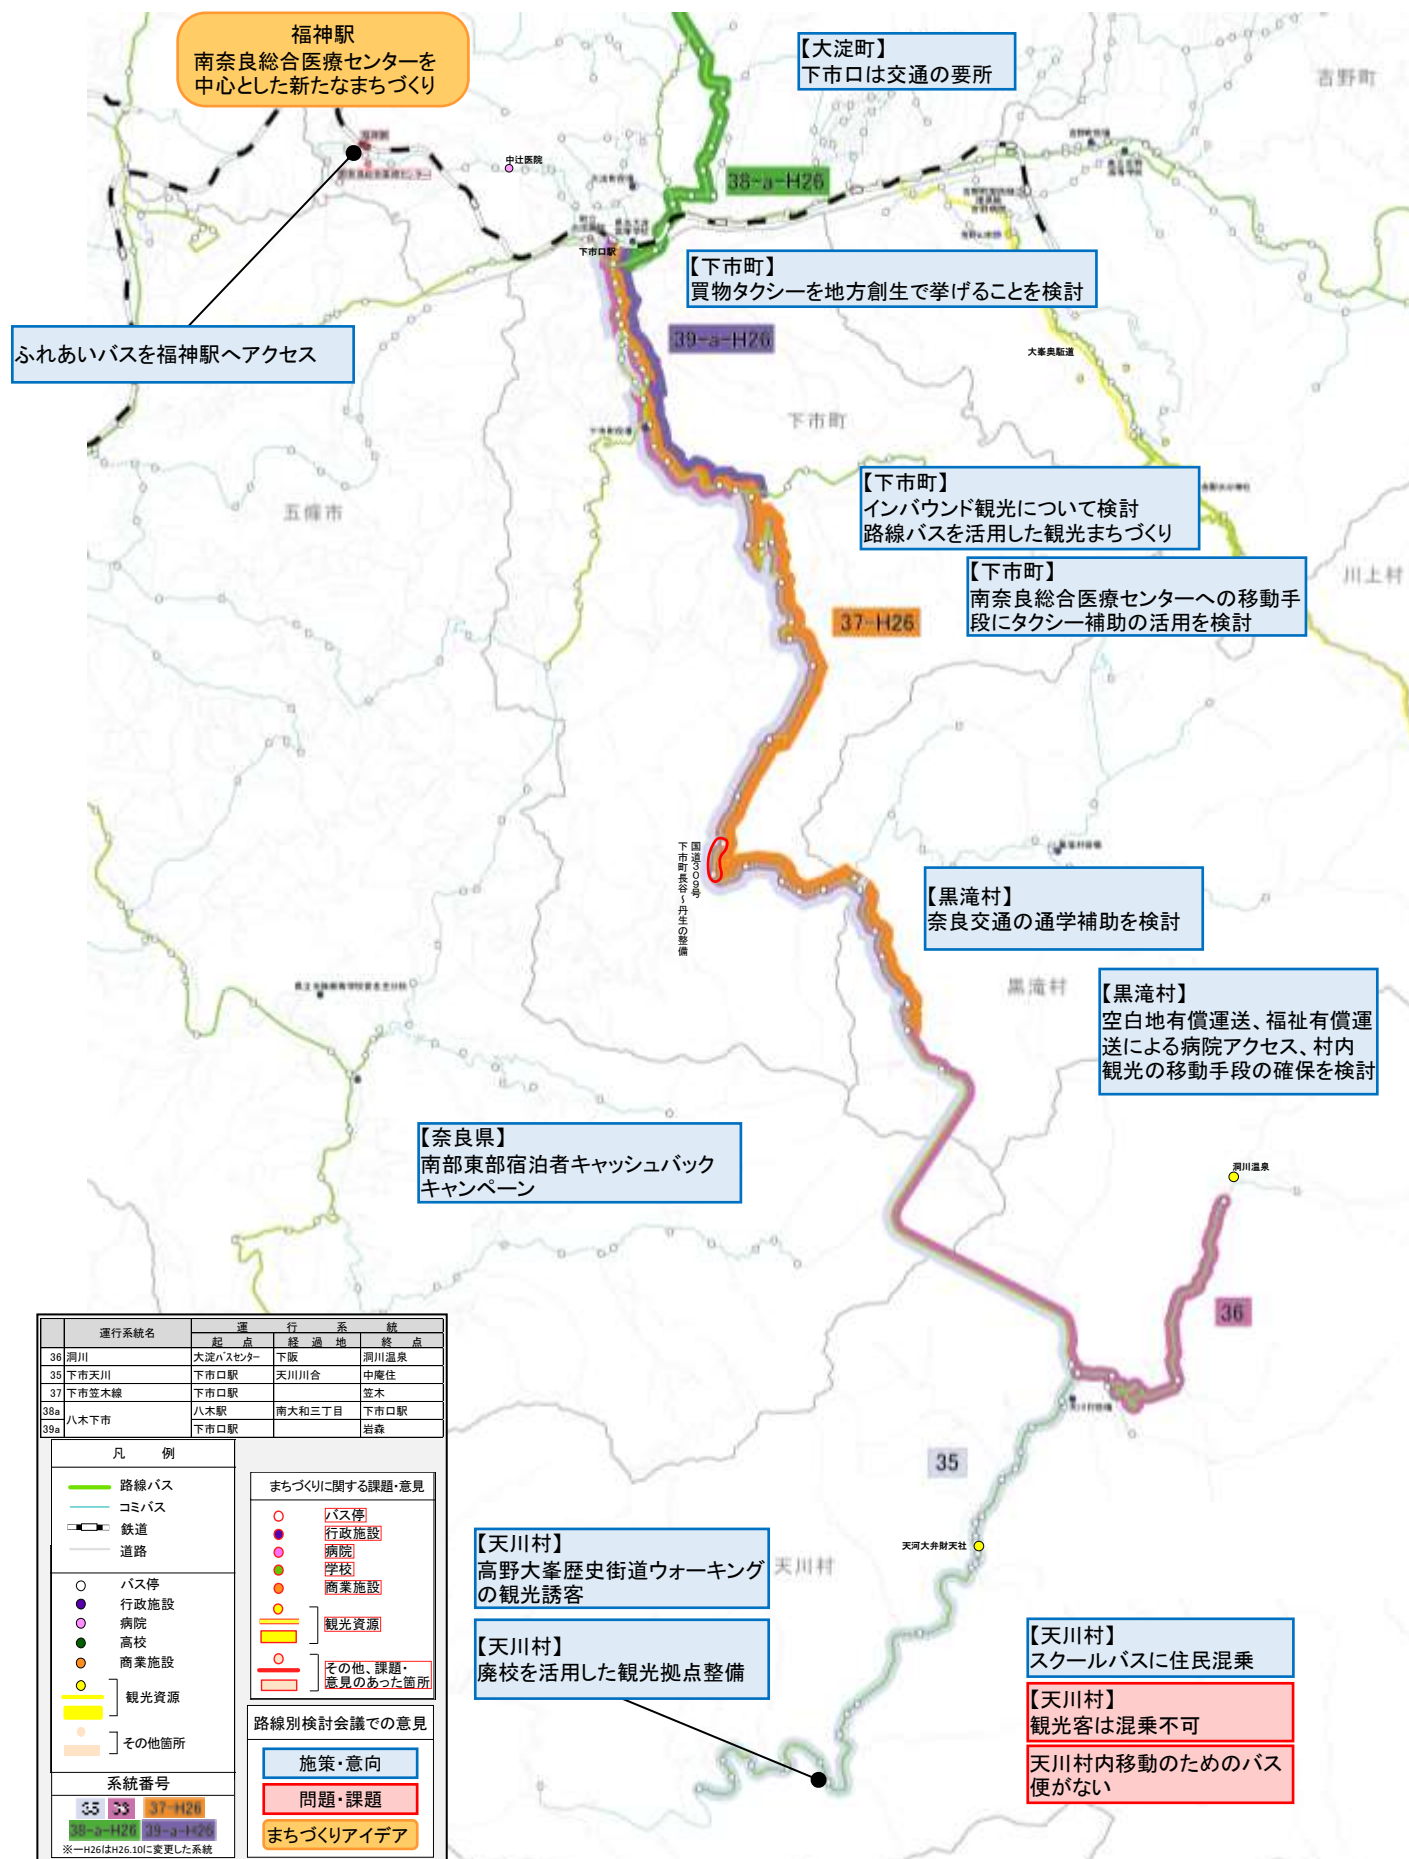 福神駅
南奈良総合医療センターを
中心とした新たなまちづくり
【大淀町】
下市口は交通の要所
吉野町
中辻医院
38-a-H26
下市口駅
【下市町】
買物タクシーを地方創生で挙げることを検討
ふれあいバスを福神駅へアクセス
39-a-H26
大峯奥駈道
下市町
【下市町】
インバウンド観光について検討
路線バスを活用した観光まちづくり
五條市
【下市町】
南奈良総合医療センターへの移動手
段にタクシー補助の活用を検討
川上村
37-H26
国道309号
下市町長谷~丹生の整備
【黒滝村】
奈良交通の通学補助を検討
黒滝村
【黒滝村】
空白地有償運送、福祉有償運
送による病院アクセス、村内
観光の移動手段の確保を検討
【奈良県】
南部東部宿泊者キャッシュバック
キャンペーン
洞川温泉
36
35
天河大弁財天社
天川村
【天川村】
高野大峯歴史街道ウォーキング
の観光誘客
【天川村】
廃校を活用した観光拠点整備
【天川村】
スクールバスに住民混乗
【天川村】
観光客は混乗不可
天川村内移動のためのバス
便がない
運行系統名 運行系統
起点 経過地 終点
36 洞川 大淀バスセンター 下阪 洞川温泉
35 下市天川 下市口駅 天川川合 中庵住
37 下市笠木線 下市口駅 笠木
38a 八木下市 八木駅 南大和三丁目 下市口駅
39a 下市口駅 岩森
凡例
路線バス
コミバス
鉄道
道路
バス停
行政施設
病院
高校
商業施設
観光資源
その他箇所
系統番号
35 36 37-H26
38-a-H26 39-a-H26
※ーH26はH26.10に変更した系統
まちづくりに関する課題・意見
バス停
行政施設
病院
学校
商業施設
観光資源
その他、課題・
意見のあった箇所
路線別検討会議での意見
施策・意向
問題・課題
まちづくりアイデア